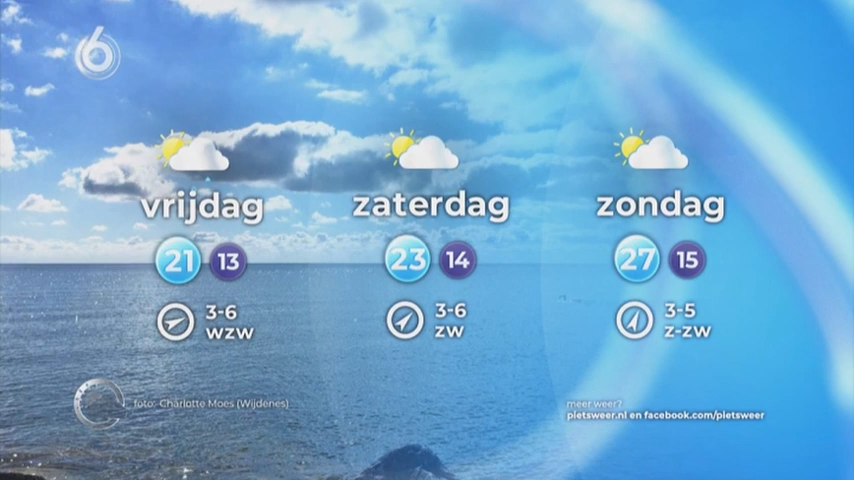 6
vrijdag
21 13
3-6
wzw
zaterdag
23 14
3-6
zw
zondag
27 15
3-5
z-zw
foto: Charlotte Moes (Wijdenes)
meer weer?
pietsweer.nl en facebook.com/pietsweer